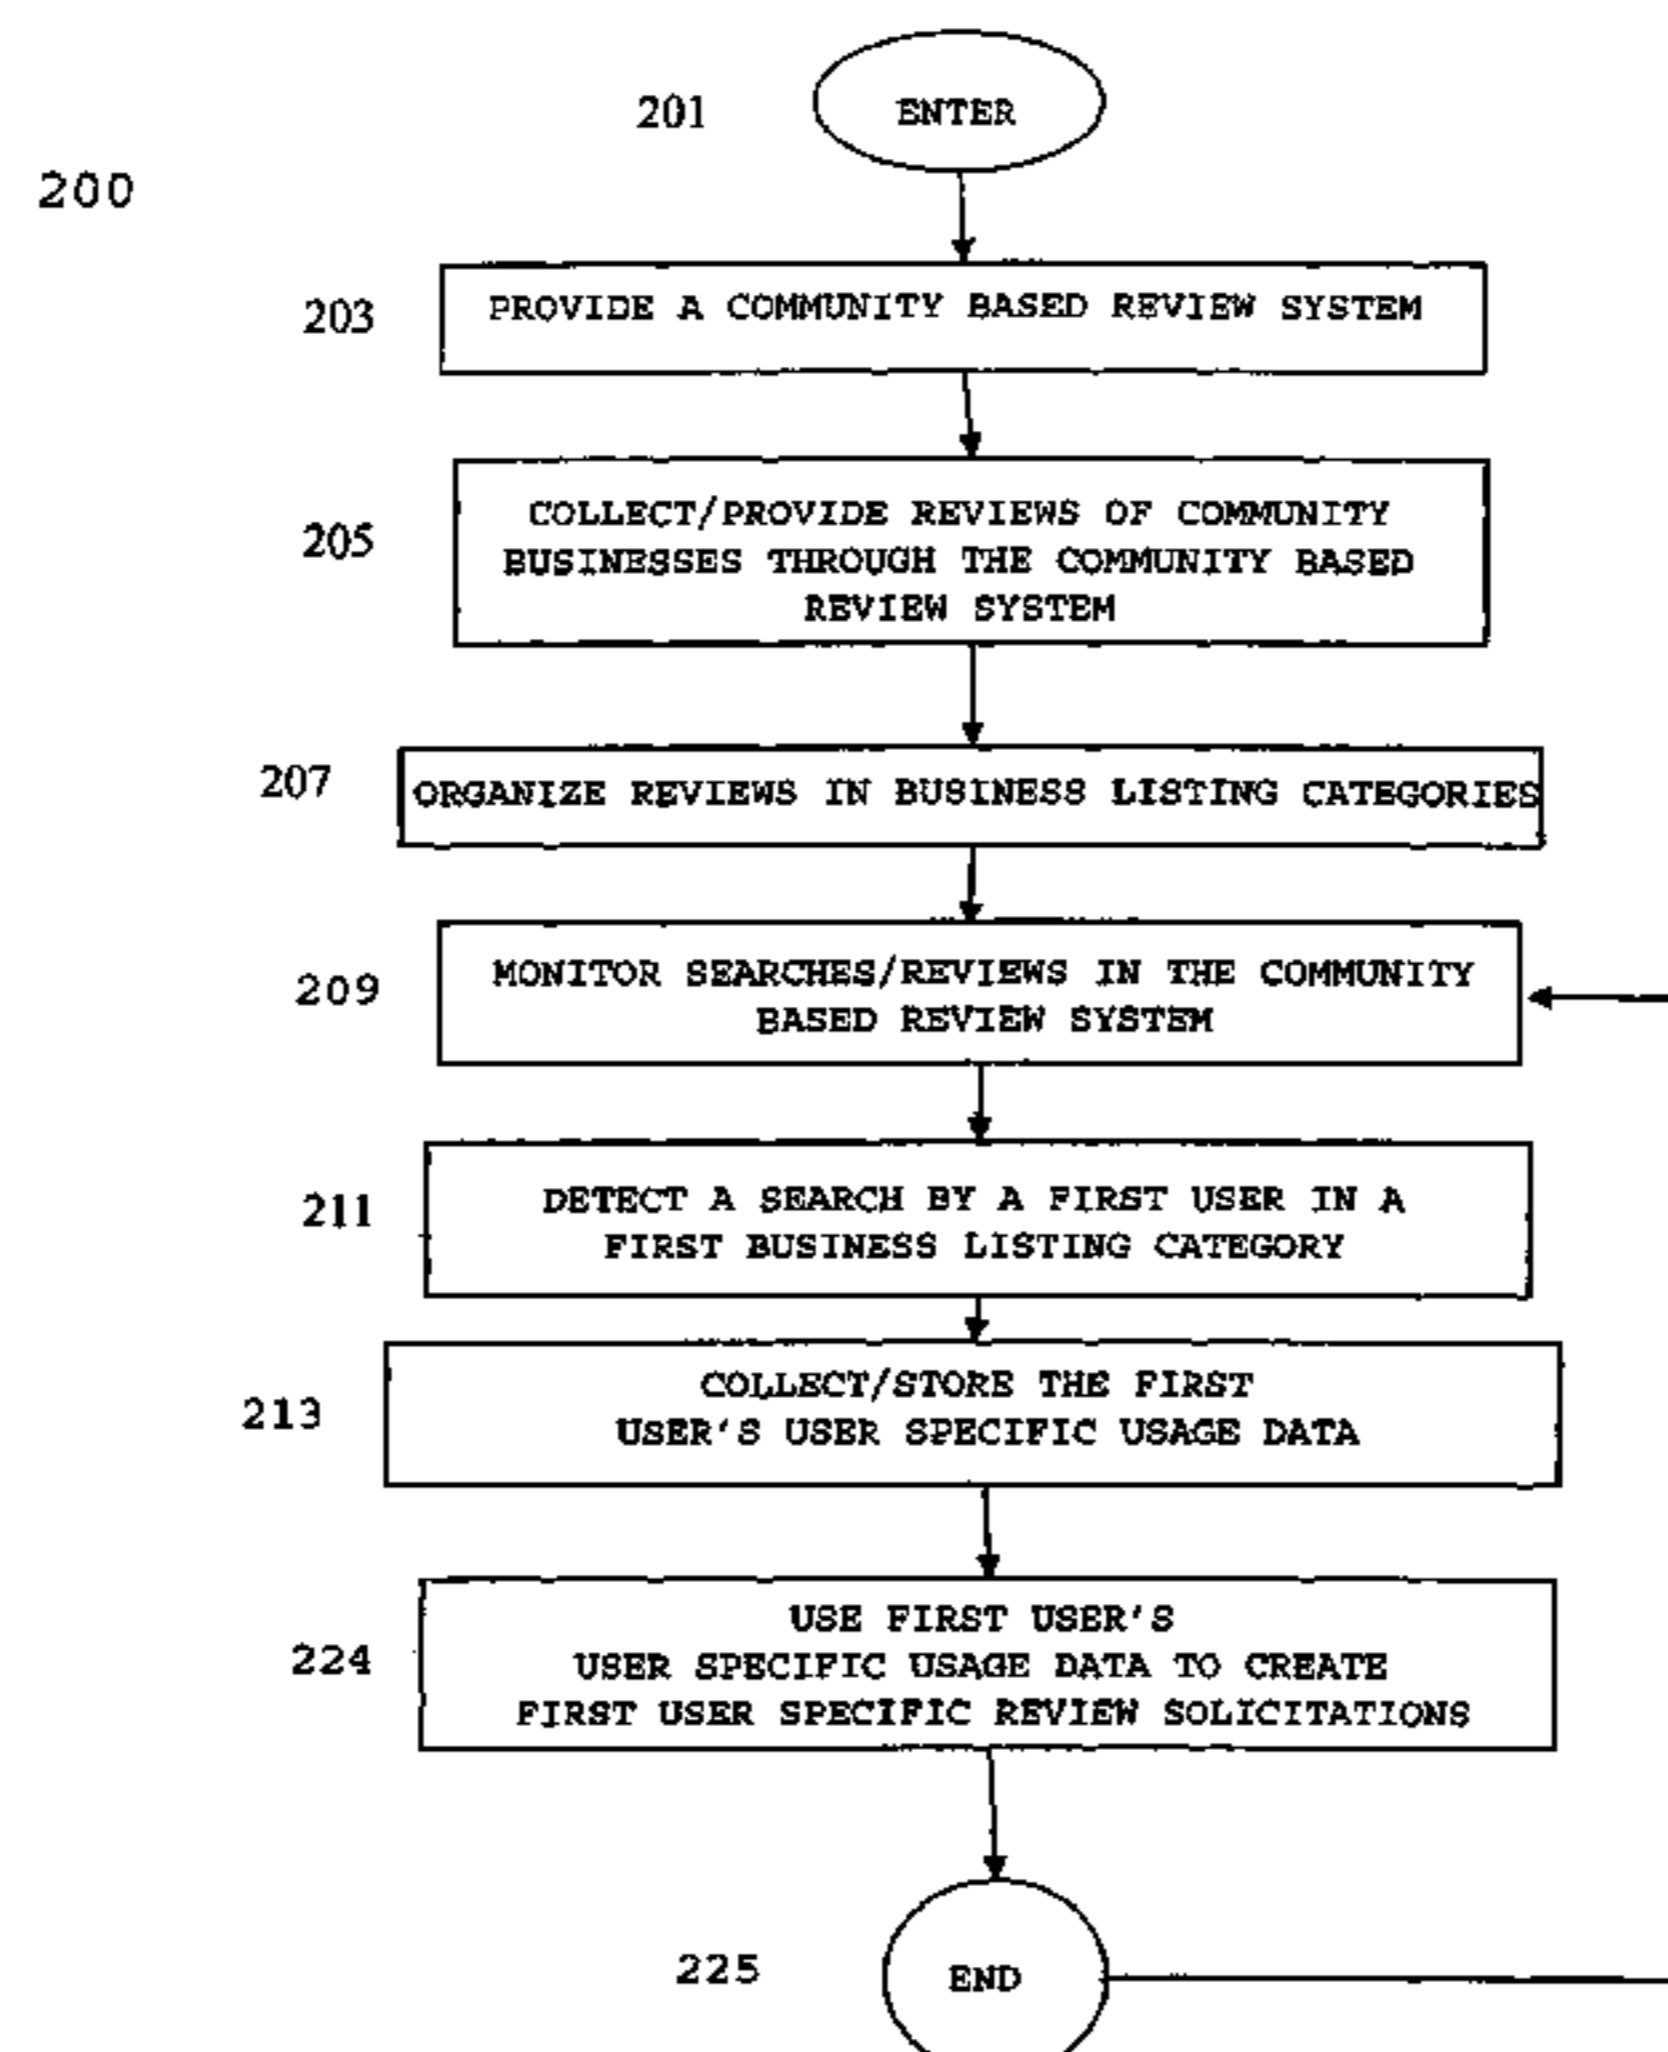 201
ENTER
200
203
PROVIDE A COMMUNITY BASED REVIEW SYSTEM
205
COLLECT/PROVIDE REVIEWS OF COMMUNITY
BUSINESSES THROUGH THE COMMUNITY BASED
REVIEW SYSTEM
207
ORGANIZE REVIEWS IN BUSINESS LISTING CATEGORIES
209
MONITOR SEARCHES/REVIEWS IN THE COMMUNITY
BASED REVIEW SYSTEM
211
DETECT A SEARCH BY A FIRST USER IN A
FIRST BUSINESS LISTING CATEGORY
213
COLLECT/STORE THE FIRST
USER'S USER SPECIFIC USAGE DATA
224
USE FIRST USER'S
USER SPECIFIC USAGE DATA TO CREATE
FIRST USER SPECIFIC REVIEW SOLICITATIONS
225
END